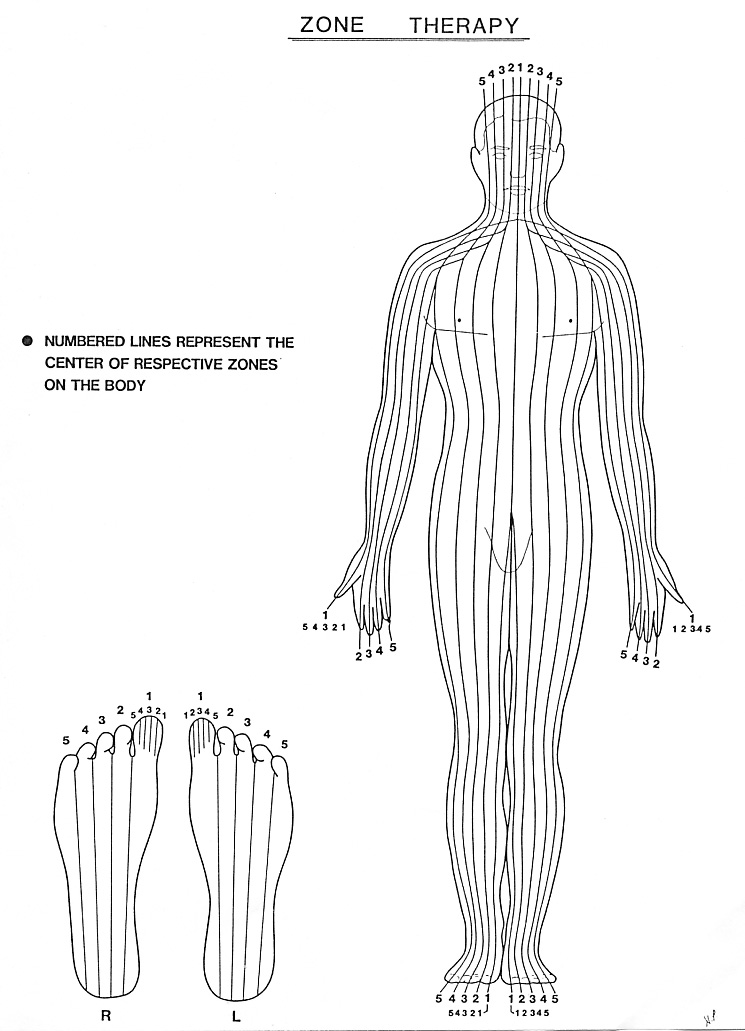 ZONE THERAPY
5 4 3 2 1 2 3 4 5
● NUMBERED LINES REPRESENT THE
CENTER OF RESPECTIVE ZONES
ON THE BODY
1
5 4 3 2 1
2 3 4 5
1
1 2 3 4 5
5 4 3 2
1
5 4 3 2 5 4 3 2 1
1
1 2 3 4 5 2 3 4 5
R L
5 4 3 2 1 1 2 3 4 5
5 4 3 2 1 1 2 3 4 5